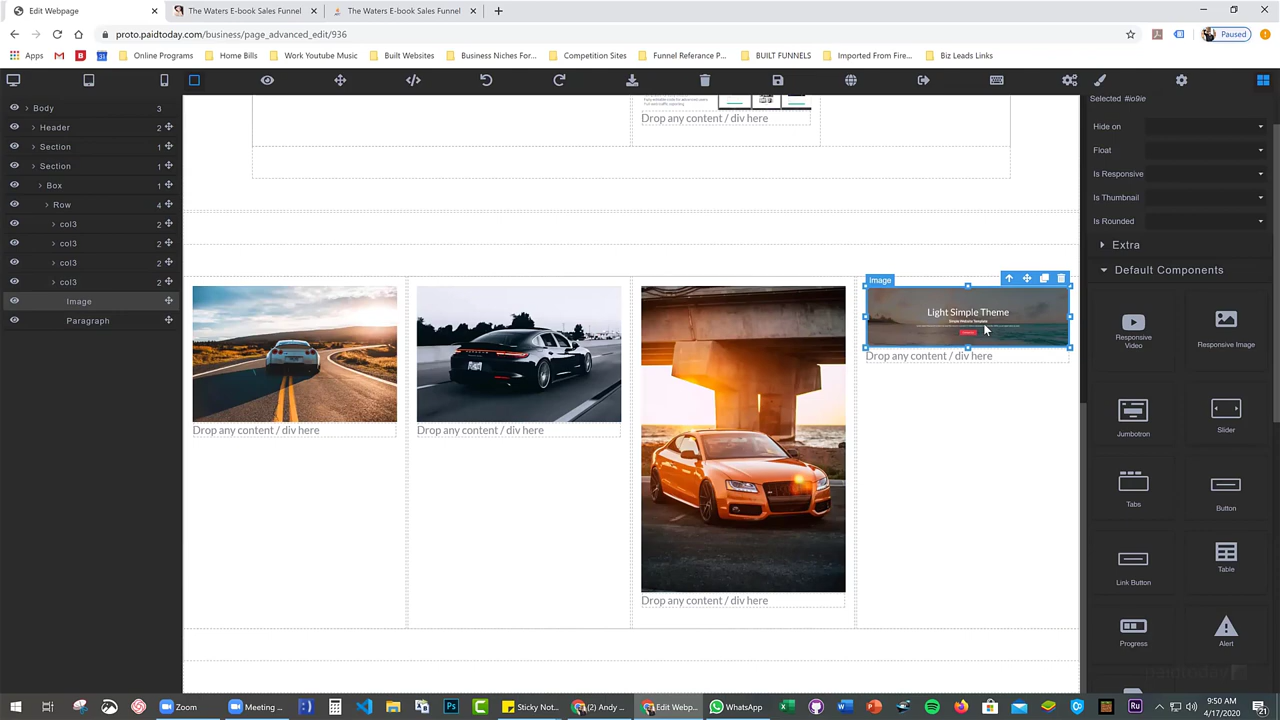 Edit Webpage
The Waters E-book Sales Funnel
The Waters E-book Sales Funnel
proto.paidtoday.com/business/page_advanced_edit/936
Paused
Apps
Online Programs
Home Bills
Work Youtube Music
Built Websites
Business Niches For...
Competition Sites
Funnel Reference P...
BUILT FUNNELS
Imported From Fire...
Biz Leads Links
Body 3
Header 2
Section 1
Section 1
Box 1
Row 4
col3 2
col3 2
col3 2
col3 2
Image
Paragraph
Drop any content / div here
Image
Light Simple Theme
Simple Website Template
Drop any content / div here
Drop any content / div here
Drop any content / div here
Drop any content / div here
Selected #io9ie
Hide on
Float
Is Responsive
Is Thumbnail
Is Rounded
Extra
Default Components
Responsive Video
Responsive Image
Jumbotron
Slider
Tabs
Button
Link Button
Table
Progress
Alert
paidtoday
Zoom
Meeting ...
Sticky Not...
(2) Andy ...
Edit Webp...
WhatsApp
9:50 AM
4/17/2020